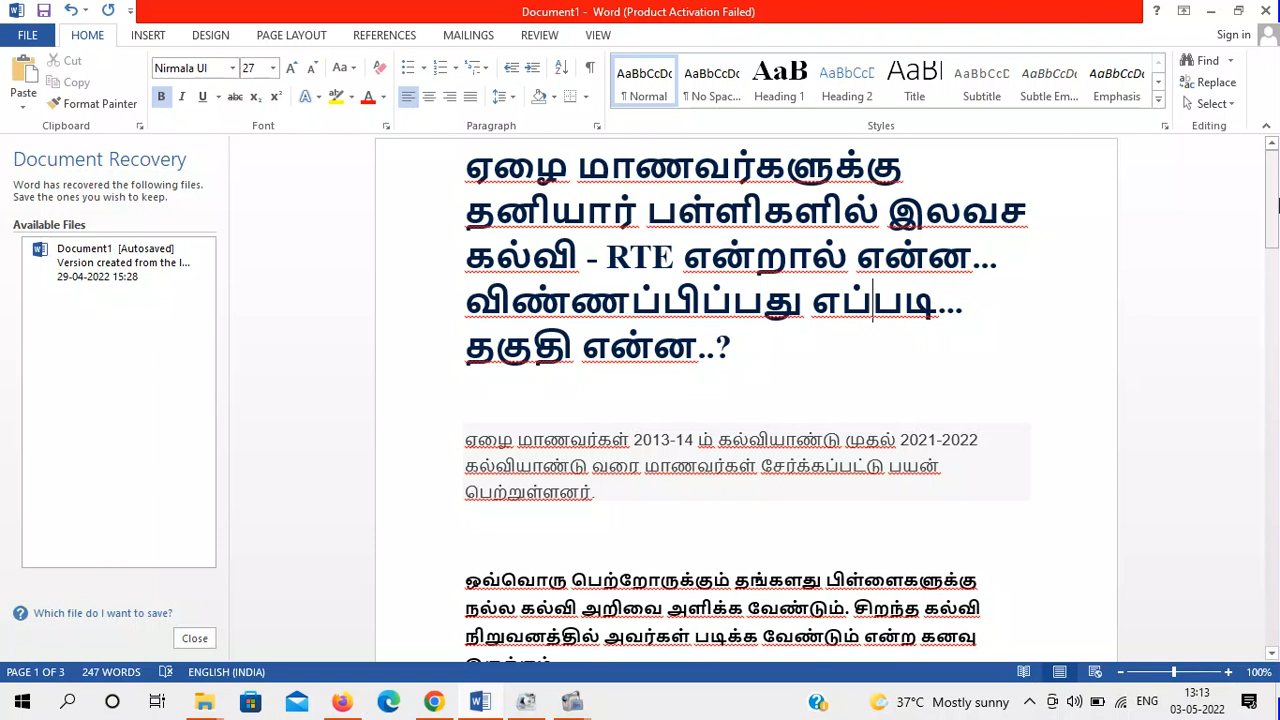 Document1 - Word (Product Activation Failed)
FILE HOME INSERT DESIGN PAGE LAYOUT REFERENCES MAILINGS REVIEW VIEW Sign in
Paste
Cut
Copy
Format Painter
Nirmala UI 27
AaBbCcDc AaBbCcDc AaB AaBbCcDc AaBl AaBbCcDc AaBbCcDc AaBbCcDc
¶ Normal ¶ No Spac... Heading 1 Heading 2 Title Subtitle Subtle Em... Emphasis
Find
Replace
Select
Clipboard Font Paragraph Styles Editing
Document Recovery
Word has recovered the following files.
Save the ones you wish to keep.
Available Files
Document1 [Autosaved]
Version created from the l...
29-04-2022 15:28
Which file do I want to save?
Close
ஏழை மாணவர்களுக்கு
தனியார் பள்ளிகளில் இலவச
கல்வி - RTE என்றால் என்ன...
விண்ணப்பிப்பது எப்படி...
தகுதி என்ன..?
ஏழை மாணவர்கள் 2013-14 ம் கல்வியாண்டு முதல் 2021-2022
கல்வியாண்டு வரை மாணவர்கள் சேர்க்கப்பட்டு பயன்
பெற்றுள்ளனர்.
ஒவ்வொரு பெற்றோருக்கும் தங்களது பிள்ளைகளுக்கு
நல்ல கல்வி அறிவை அளிக்க வேண்டும். சிறந்த கல்வி
நிறுவனத்தில் அவர்கள் படிக்க வேண்டும் என்ற கனவு
PAGE 1 OF 3 247 WORDS ENGLISH (INDIA) 100%
37°C Mostly sunny ENG 13:13
03-05-2022